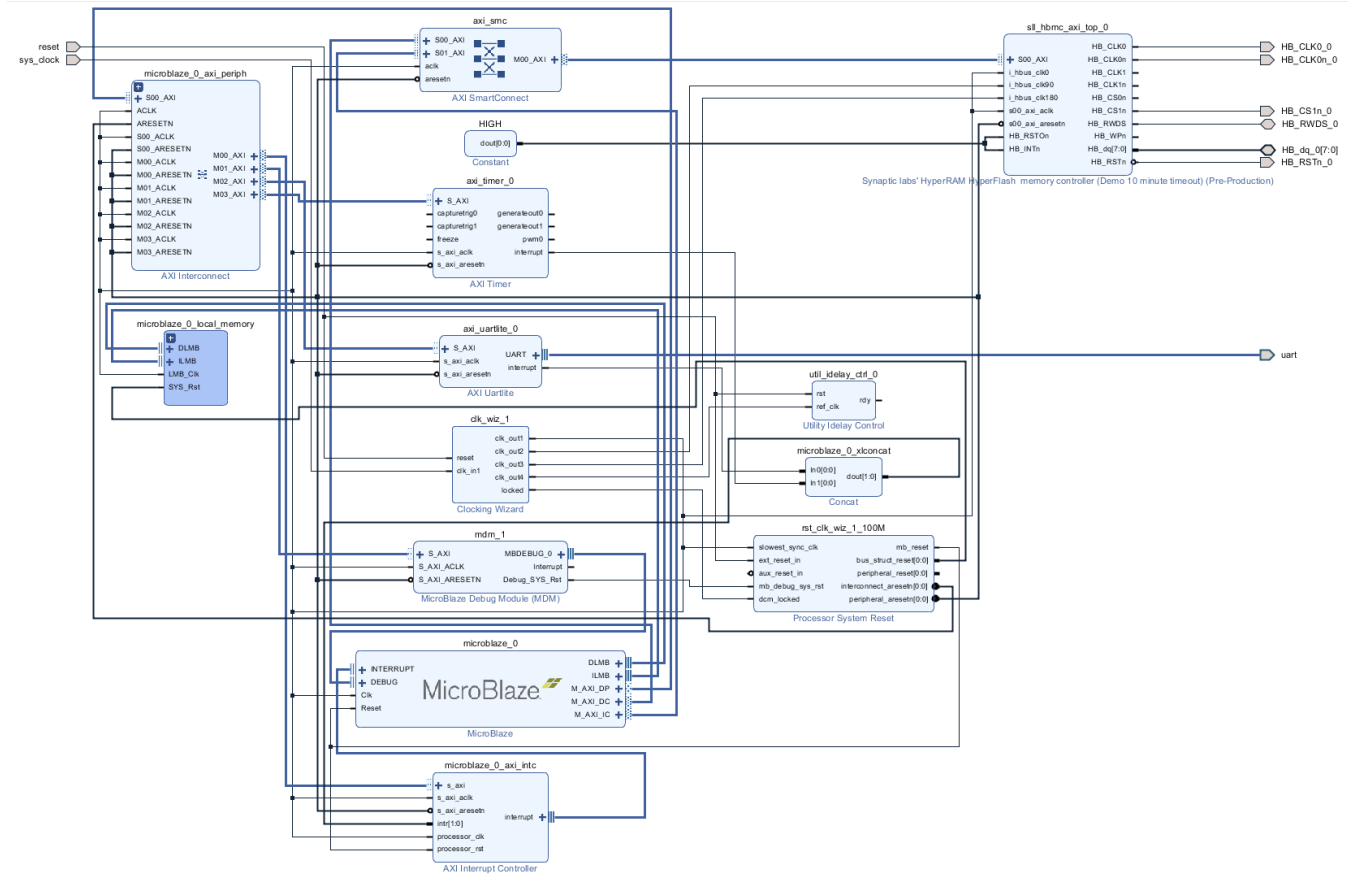 reset
sys_clock
microblaze_0_axi_periph
S00_AXI
ACLK
ARESETN
S00_ACLK
S00_ARESETN
M00_ACLK
M00_ARESETN
M01_ACLK
M01_ARESETN
M02_ACLK
M02_ARESETN
M03_ACLK
M03_ARESETN
M00_AXI
M01_AXI
M02_AXI
M03_AXI
AXI Interconnect
microblaze_0_local_memory
DLMB
ILMB
LMB_Clk
SYS_Rst
axi_smc
S00_AXI
S01_AXI
aclk
aresetn
M00_AXI
AXI SmartConnect
HIGH
dout[0:0]
Constant
axi_timer_0
S_AXI
capturetrig0
capturetrig1
freeze
s_axi_aclk
s_axi_aresetn
generateout0
generateout1
pwm0
interrupt
AXI Timer
axi_uartlite_0
S_AXI
s_axi_aclk
s_axi_aresetn
UART
interrupt
AXI Uartlite
clk_wiz_1
reset
clk_in1
clk_out1
clk_out2
clk_out3
clk_out4
locked
Clocking Wizard
mdm_1
S_AXI
S_AXI_ACLK
S_AXI_ARESETN
MBDEBUG_0
Interrupt
Debug_SYS_Rst
MicroBlaze Debug Module (MDM)
microblaze_0
INTERRUPT
DEBUG
Clk
Reset
MicroBlaze
DLMB
ILMB
M_AXI_DP
M_AXI_DC
M_AXI_IC
MicroBlaze
microblaze_0_axi_intc
s_axi
s_axi_aclk
s_axi_aresetn
intr[1:0]
processor_clk
processor_rst
interrupt
AXI Interrupt Controller
sll_hbmc_axi_top_0
S00_AXI
i_hbus_clk0
i_hbus_clk90
i_hbus_clk180
s00_axi_aclk
s00_axi_aresetn
HB_RSTOn
HB_INTn
HB_CLK0
HB_CLK0n
HB_CLK1
HB_CLK1n
HB_CS0n
HB_CS1n
HB_RWDS
HB_WPn
HB_dq[7:0]
HB_RSTn
Synaptic labs' HyperRAM HyperFlash memory controller (Demo 10 minute timeout) (Pre-Production)
HB_CLK0_0
HB_CLK0n_0
HB_CS1n_0
HB_RWDS_0
HB_dq_0[7:0]
HB_RSTn_0
uart
util_idelay_ctrl_0
rst
ref_clk
rdy
Utility Idelay Control
microblaze_0_xlconcat
In0[0:0]
In1[0:0]
dout[1:0]
Concat
rst_clk_wiz_1_100M
slowest_sync_clk
ext_reset_in
aux_reset_in
mb_debug_sys_rst
dcm_locked
mb_reset
bus_struct_reset[0:0]
peripheral_reset[0:0]
interconnect_aresetn[0:0]
peripheral_aresetn[0:0]
Processor System Reset